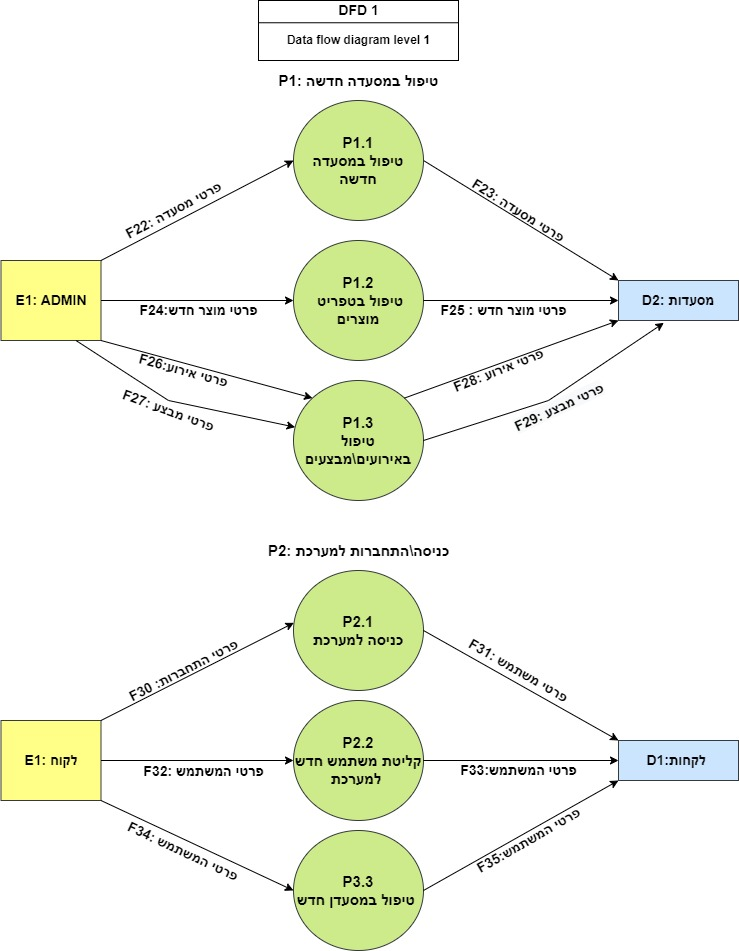 DFD 1
Data flow diagram level 1
P1: טיפול במסעדה חדשה
P1.1
טיפול במסעדה
חדשה
F22: פרטי מסעדה
F23: פרטי מסעדה
E1: ADMIN
P1.2
טיפול בטפריט
מוצרים
F24:פרטי מוצר חדש
F25 : פרטי מוצר חדש
D2: מסעדות
F26:פרטי אירוע
F27: פרטי מבצע
P1.3
טיפול
באירועים\מבצעים
F28: פרטי אירוע
F29: פרטי מבצע
P2: כניסה\התחברות למערכת
P2.1
כניסה למערכת
F30: פרטי התחברות
F31: פרטי משתמש
E1: לקוח
P2.2
קליטת משתמש חדש
למערכת
F32: פרטי המשתמש
F33:פרטי המשתמש
D1:לקחות
F34: פרטי המשתמש
F35:פרטי המשתמש
P3.3
טיפול במסעדן חדש